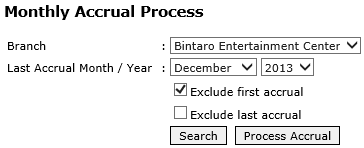 Monthly Accrual Process
Branch : Bintaro Entertainment Center
Last Accrual Month / Year : December 2013
Exclude first accrual
Exclude last accrual
Search Process Accrual